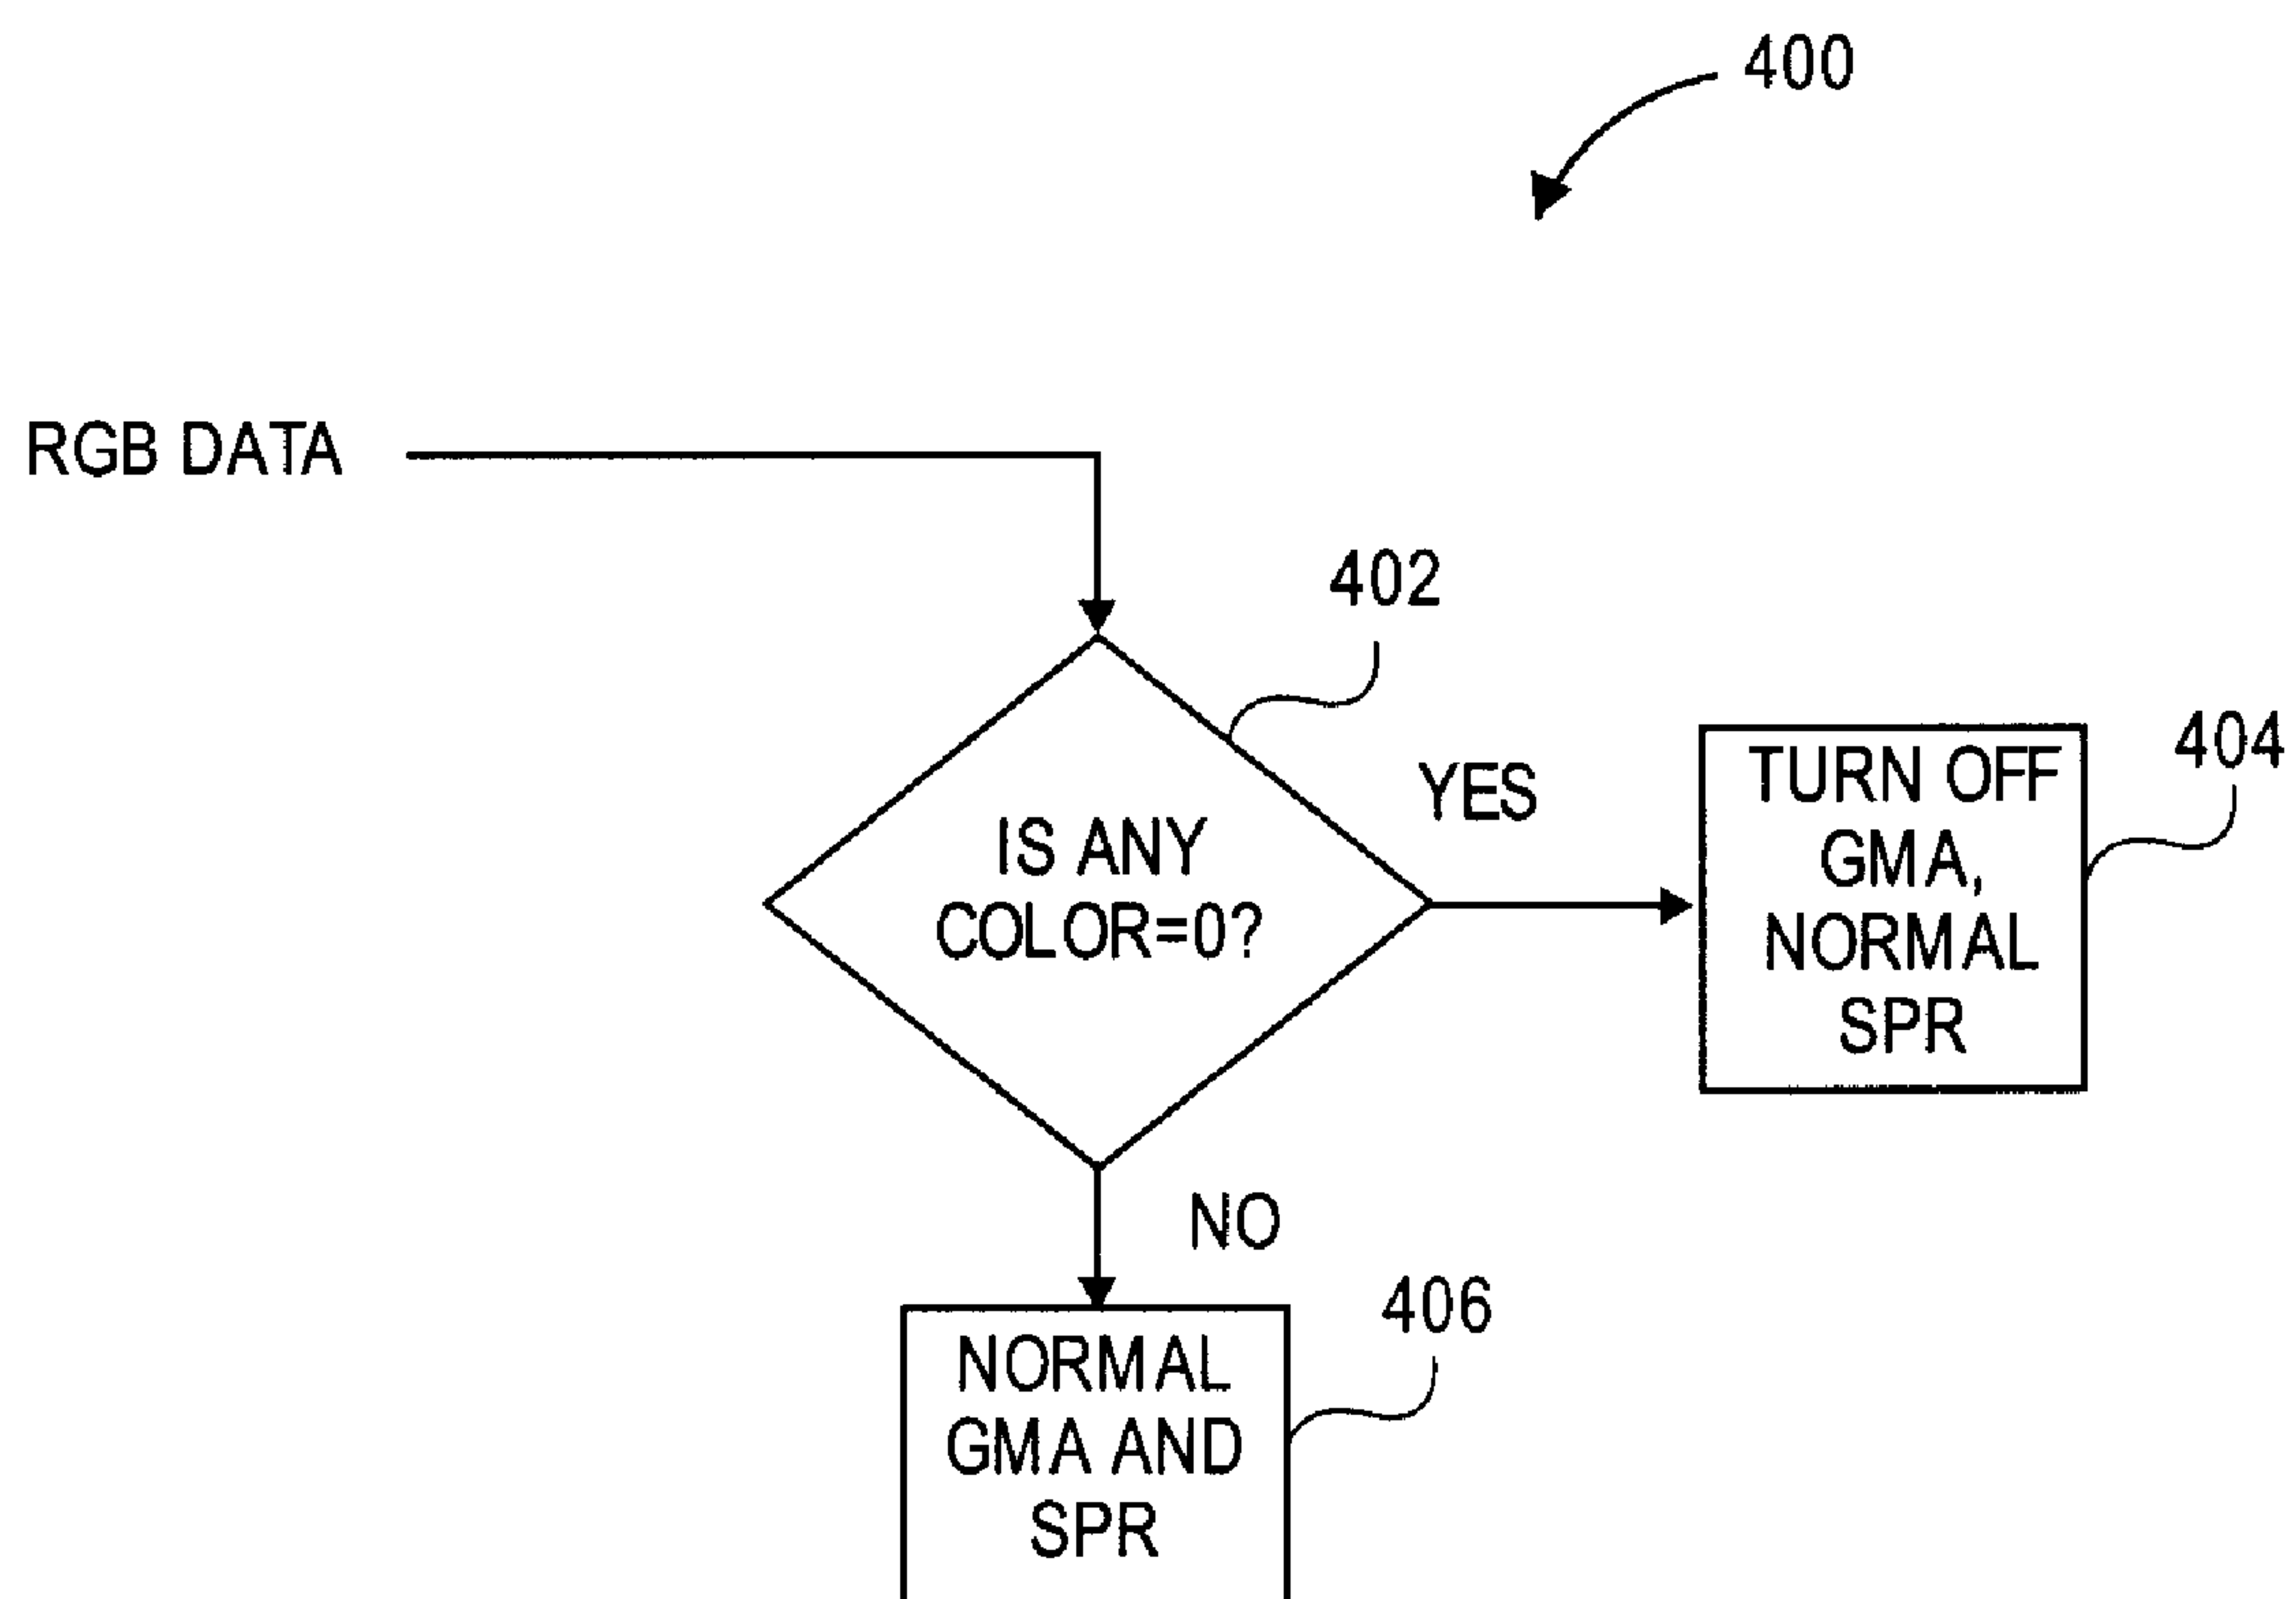 400
RGB DATA
402
IS ANY
COLOR=0?
YES
404
TURN OFF
GMA,
NORMAL
SPR
NO
406
NORMAL
GMA AND
SPR